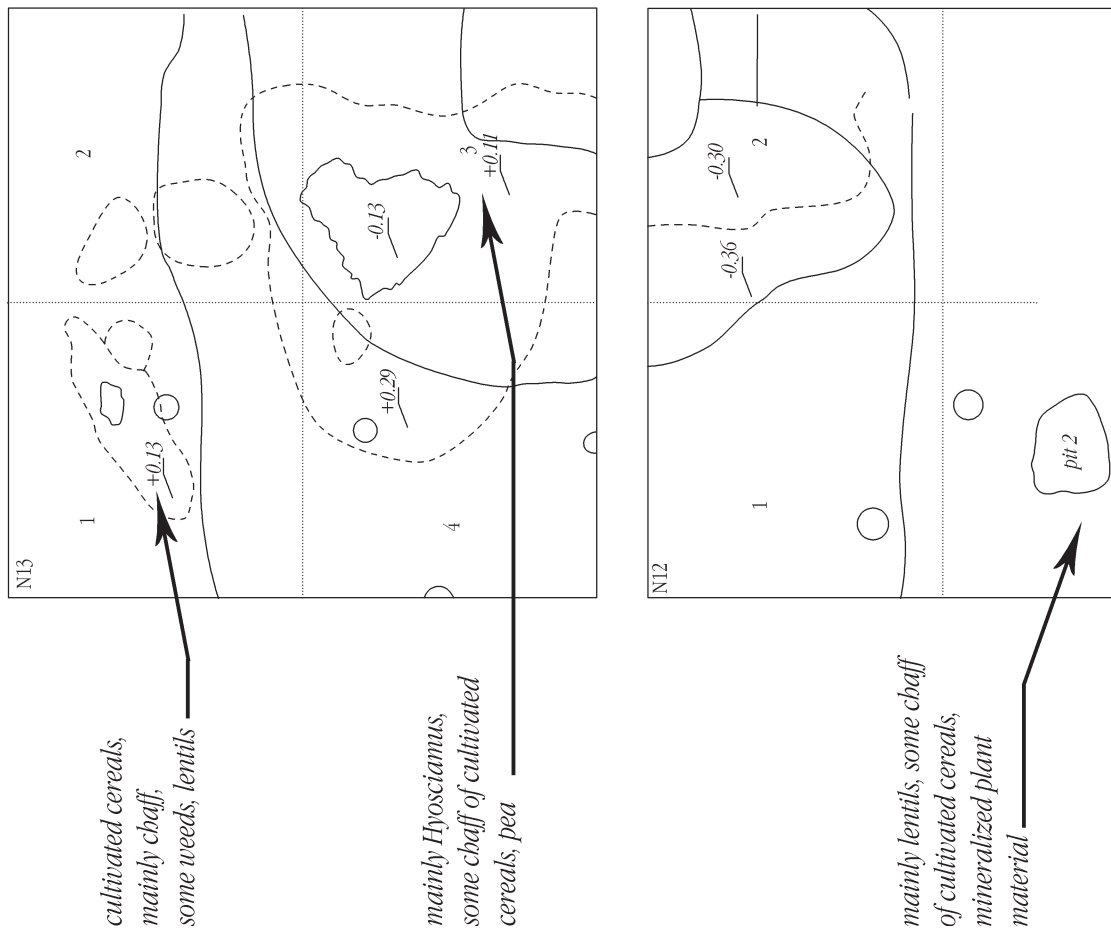 N13
1
2
3
4
+0.13
-0.13
+0.11
+0.29
cultivated cereals,
mainly chaff,
some weeds, lentils
mainly Hyosciamus,
some chaff of cultivated
cereals, pea
N12
1
2
-0.30
-0.36
pit 2
mainly lentils, some chaff
of cultivated cereals,
mineralized plant
material